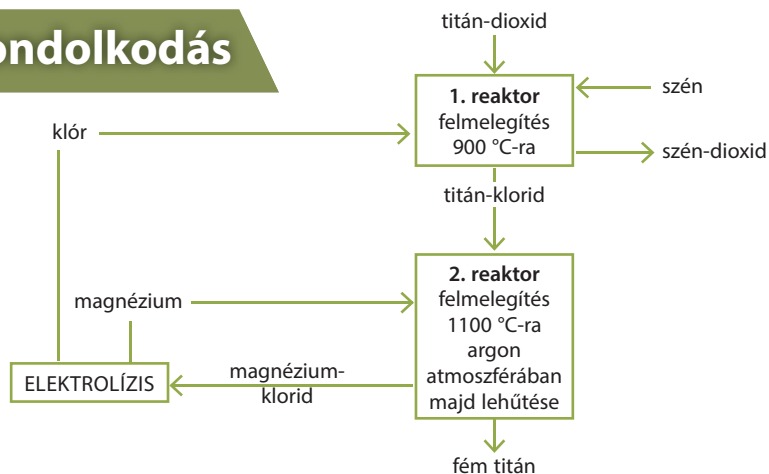 ondolkodás
titán-dioxid
1. reaktor
felmelegítés
900 °C-ra
szén
szén-dioxid
klór
titán-klorid
2. reaktor
felmelegítés
1100 °C-ra
argon
atmoszférában
majd lehűtése
magnézium
ELEKTROLÍZIS
magnézium-
klorid
fém titán